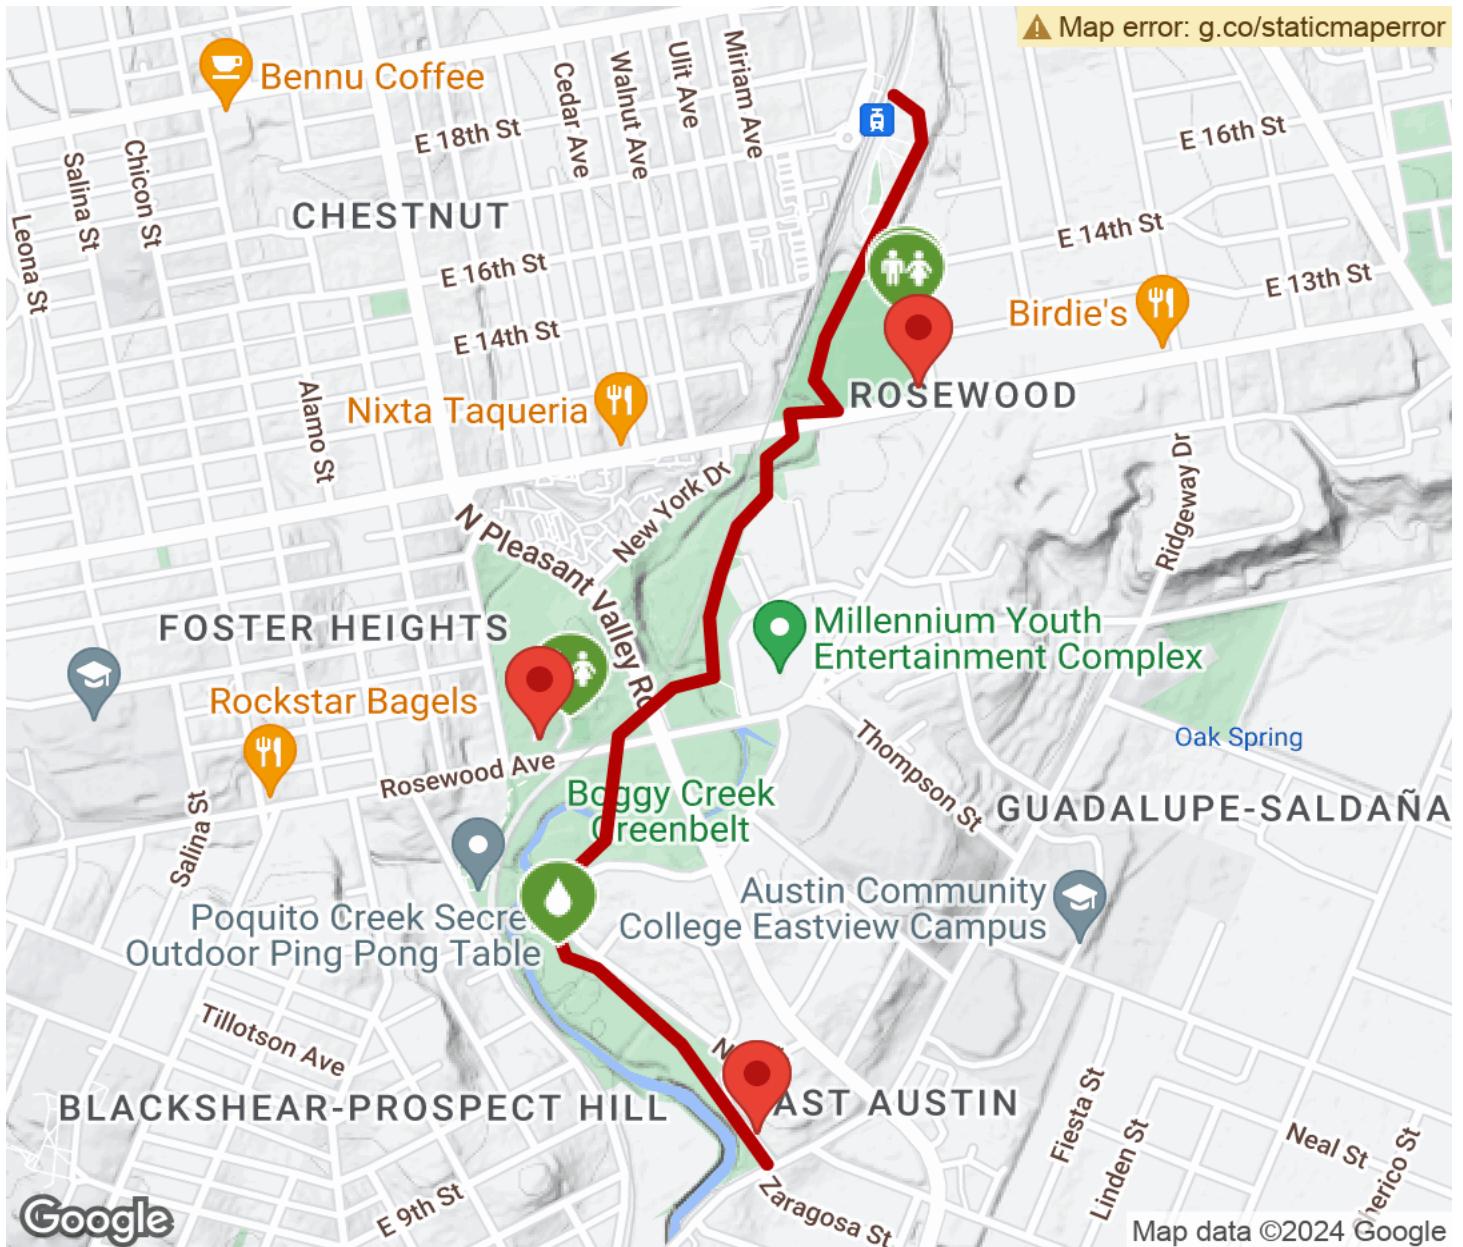 Map error: g.co/staticmaperror
Bennu Coffee
Miriam Ave
Ulit Ave
Walnut Ave
Cedar Ave
E 18th St
E 16th St
Chicon St
Salina St
Leona St
CHESTNUT
E 14th St
E 16th St
E 13th St
Birdie's
E 14th St
Nixta Taqueria
ROSEWOOD
Alamo St
New York Dr
Ridgeway Dr
N Pleasant Valley Rd
FOSTER HEIGHTS
Millennium Youth
Entertainment Complex
Rockstar Bagels
Oak Spring
Rosewood Ave
Thompson St
Boggy Creek
Greenbelt
GUADALUPE-SALDAÑA
Salina St
Austin Community
College Eastview Campus
Poquito Creek Secre
Outdoor Ping Pong Table
Tillotson Ave
BLACKSHEAR-PROSPECT HILL
AST AUSTIN
Fiesta St
Neal St
Linden St
E 9th St
Zaragosa St
Google
Map data ©2024 Google